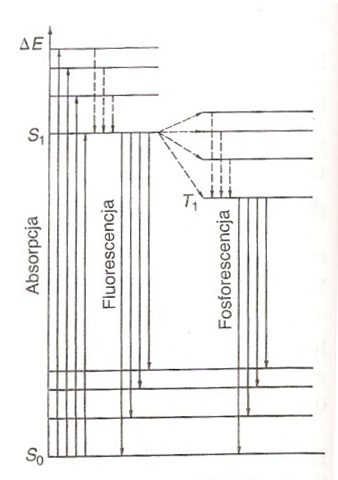 ΔE
S₁
T₁
Absorpcja
Fluorescencja
Fosforescencja
S₀